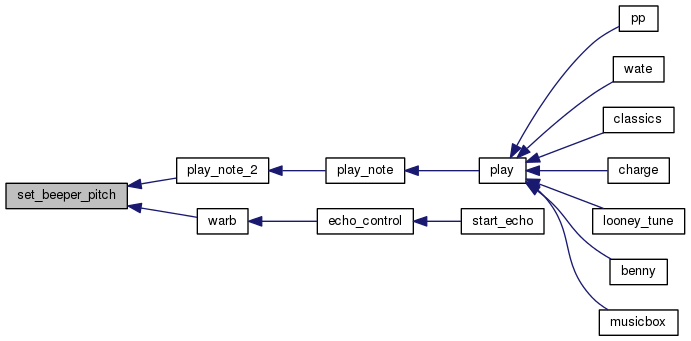 pp
wate
classics
play_note_2
play_note
play
charge
set_beeper_pitch
warb
echo_control
start_echo
looney_tune
benny
musicbox